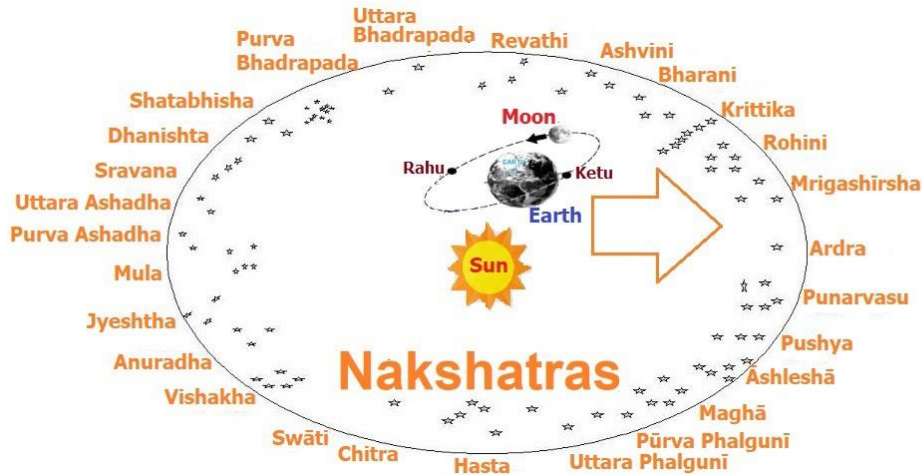 Uttara
Bhadrapada
Revathi
Purva
Bhadrapada
Ashvini
Bharani
Shatabhisha
Krittika
Dhanishta
Moon
Rohini
Sravana
Rahu
EARTH
Ketu
Mrigashīrsha
Uttara Ashadha
Earth
Purva Ashadha
Ardra
Sun
Mula
Punarvasu
Jyeshtha
Pushya
Anuradha
Nakshatras
Āshleshā
Vishakha
Maghā
Swāti
Pūrva Phalgunī
Chitra
Hasta
Uttara Phalgunī